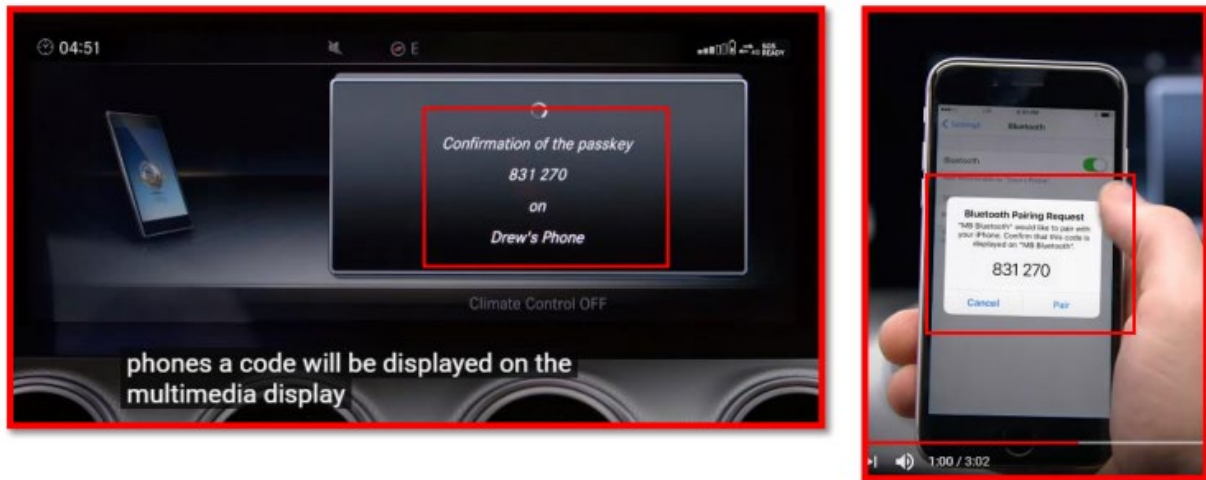 04:51
E
SOS
READY
Confirmation of the passkey
831 270
on
Drew's Phone
Climate Control OFF
phones a code will be displayed on the
multimedia display
Settings
Bluetooth
Bluetooth
Bluetooth Pairing Request
"MB Bluetooth" would like to pair with
your iPhone. Confirm that this code is
displayed on "MB Bluetooth".
831 270
Cancel
Pair
1:00 / 3:02